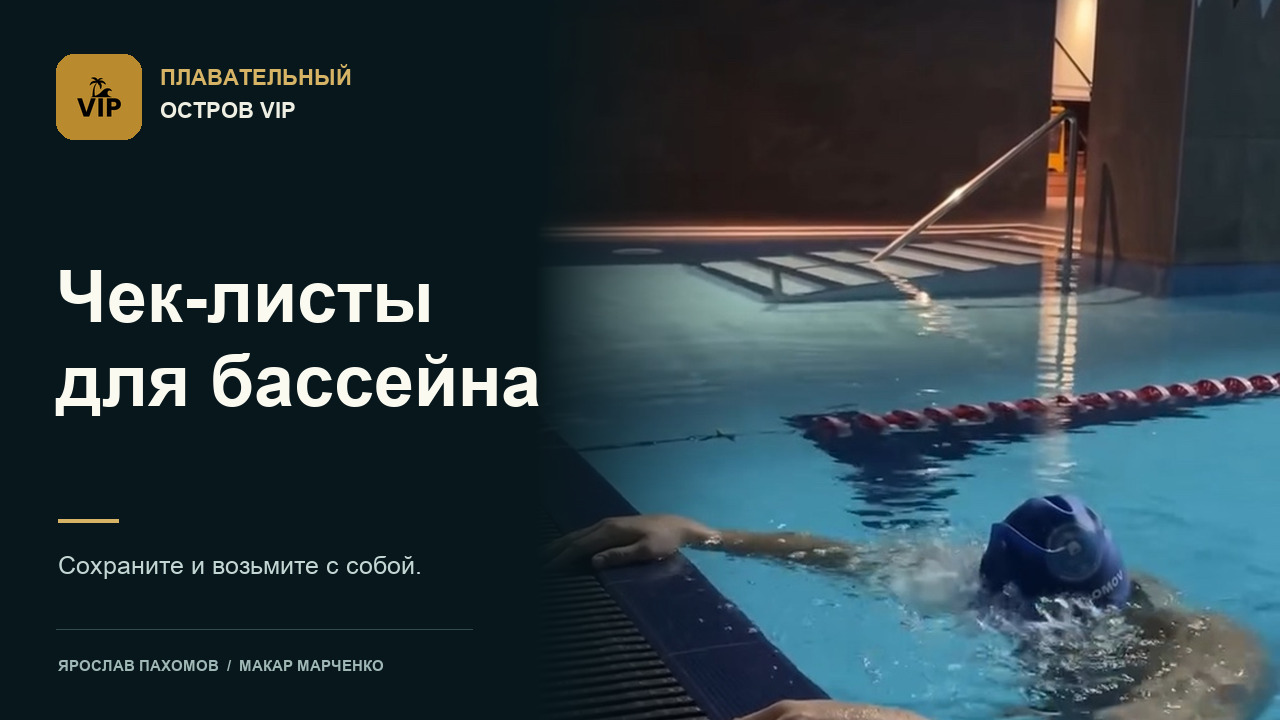 VIP
ПЛАВАТЕЛЬНЫЙ
ОСТРОВ VIP
Чек-листы
для бассейна
Сохраните и возьмите с собой.
ЯРОСЛАВ ПАХОМОВ / МАКАР МАРЧЕНКО